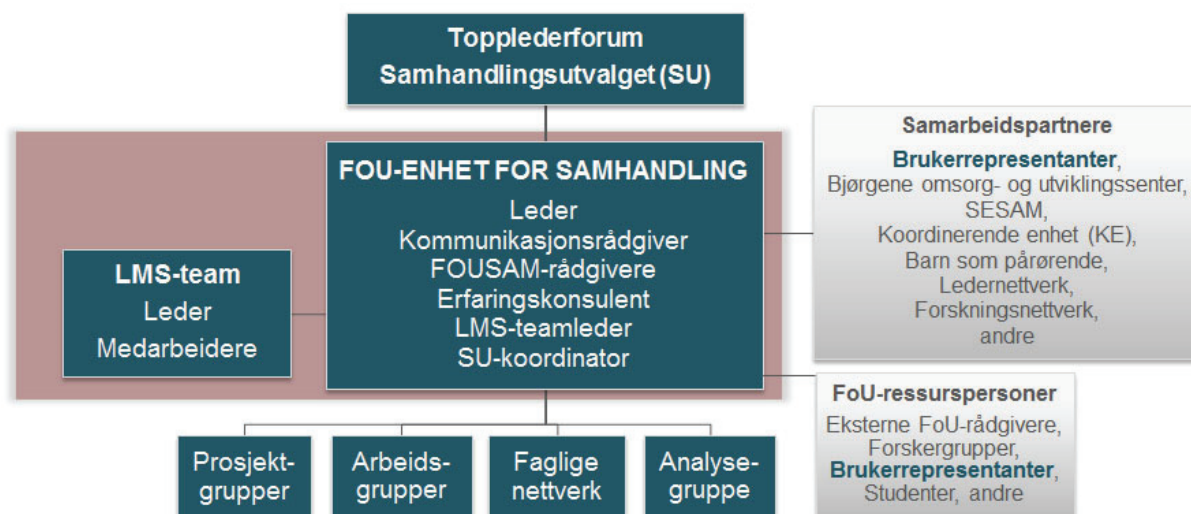 Topplederforum
Samhandlingsutvalget (SU)
FOU-ENHET FOR SAMHANDLING
Leder
Kommunikasjonsrådgiver
FOUSAM-rådgivere
Erfaringskonsulent
LMS-teamleder
SU-koordinator
LMS-team
Leder
Medarbeidere
Samarbeidspartnere
Brukerrepresentanter,
Bjørgene omsorg- og utviklingssenter,
SESAM,
Koordinerende enhet (KE),
Barn som pårørende,
Ledernettverk,
Forskningsnettverk,
andre
FoU-ressurspersoner
Eksterne FoU-rådgivere,
Forskergrupper,
Brukerrepresentanter,
Studenter, andre
Prosjekt-
grupper
Arbeids-
grupper
Faglige
nettverk
Analyse-
gruppe